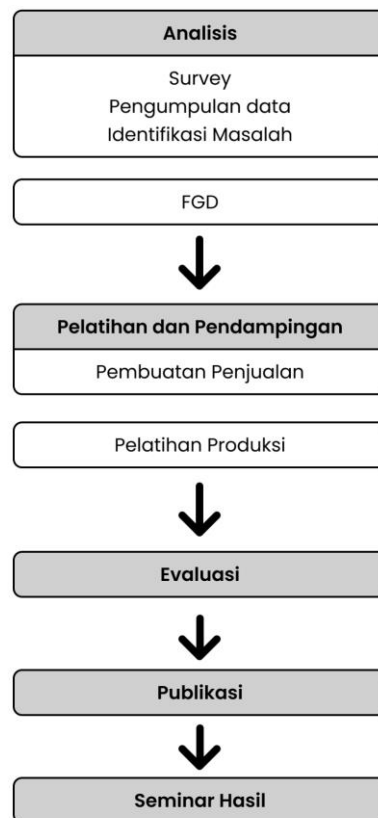 Analisis
Survey
Pengumpulan data
Identifikasi Masalah
FGD
Pelatihan dan Pendampingan
Pembuatan Penjualan
Pelatihan Produksi
Evaluasi
Publikasi
Seminar Hasil